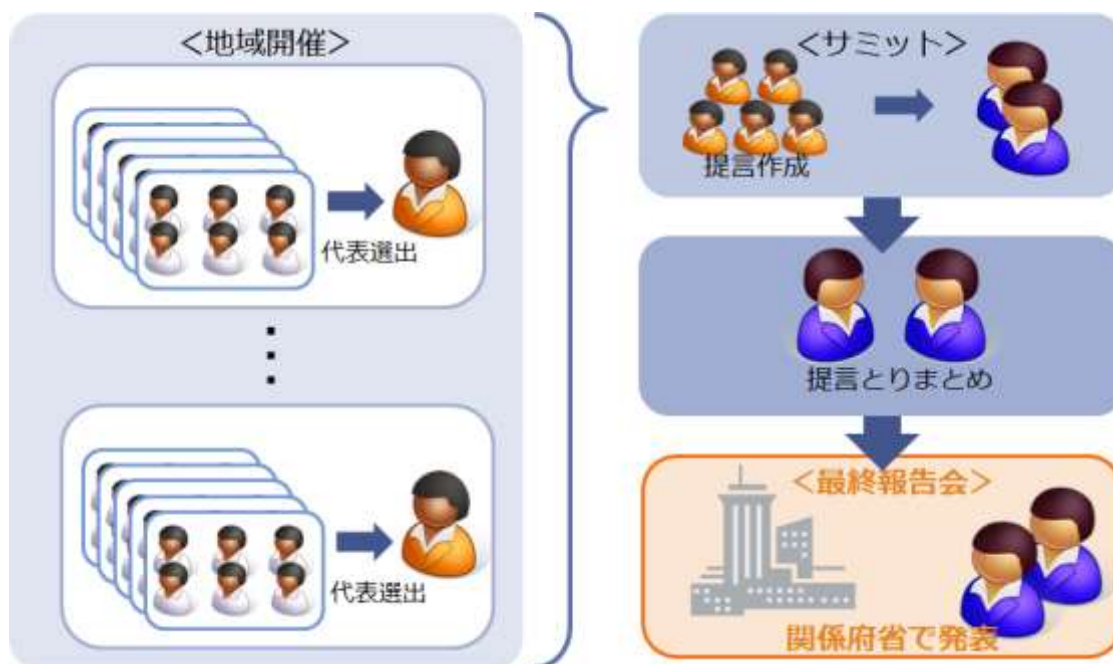 ＜地域開催＞
代表選出
代表選出
＜サミット＞
提言作成
提言とりまとめ
＜最終報告会＞
関係府省で発表